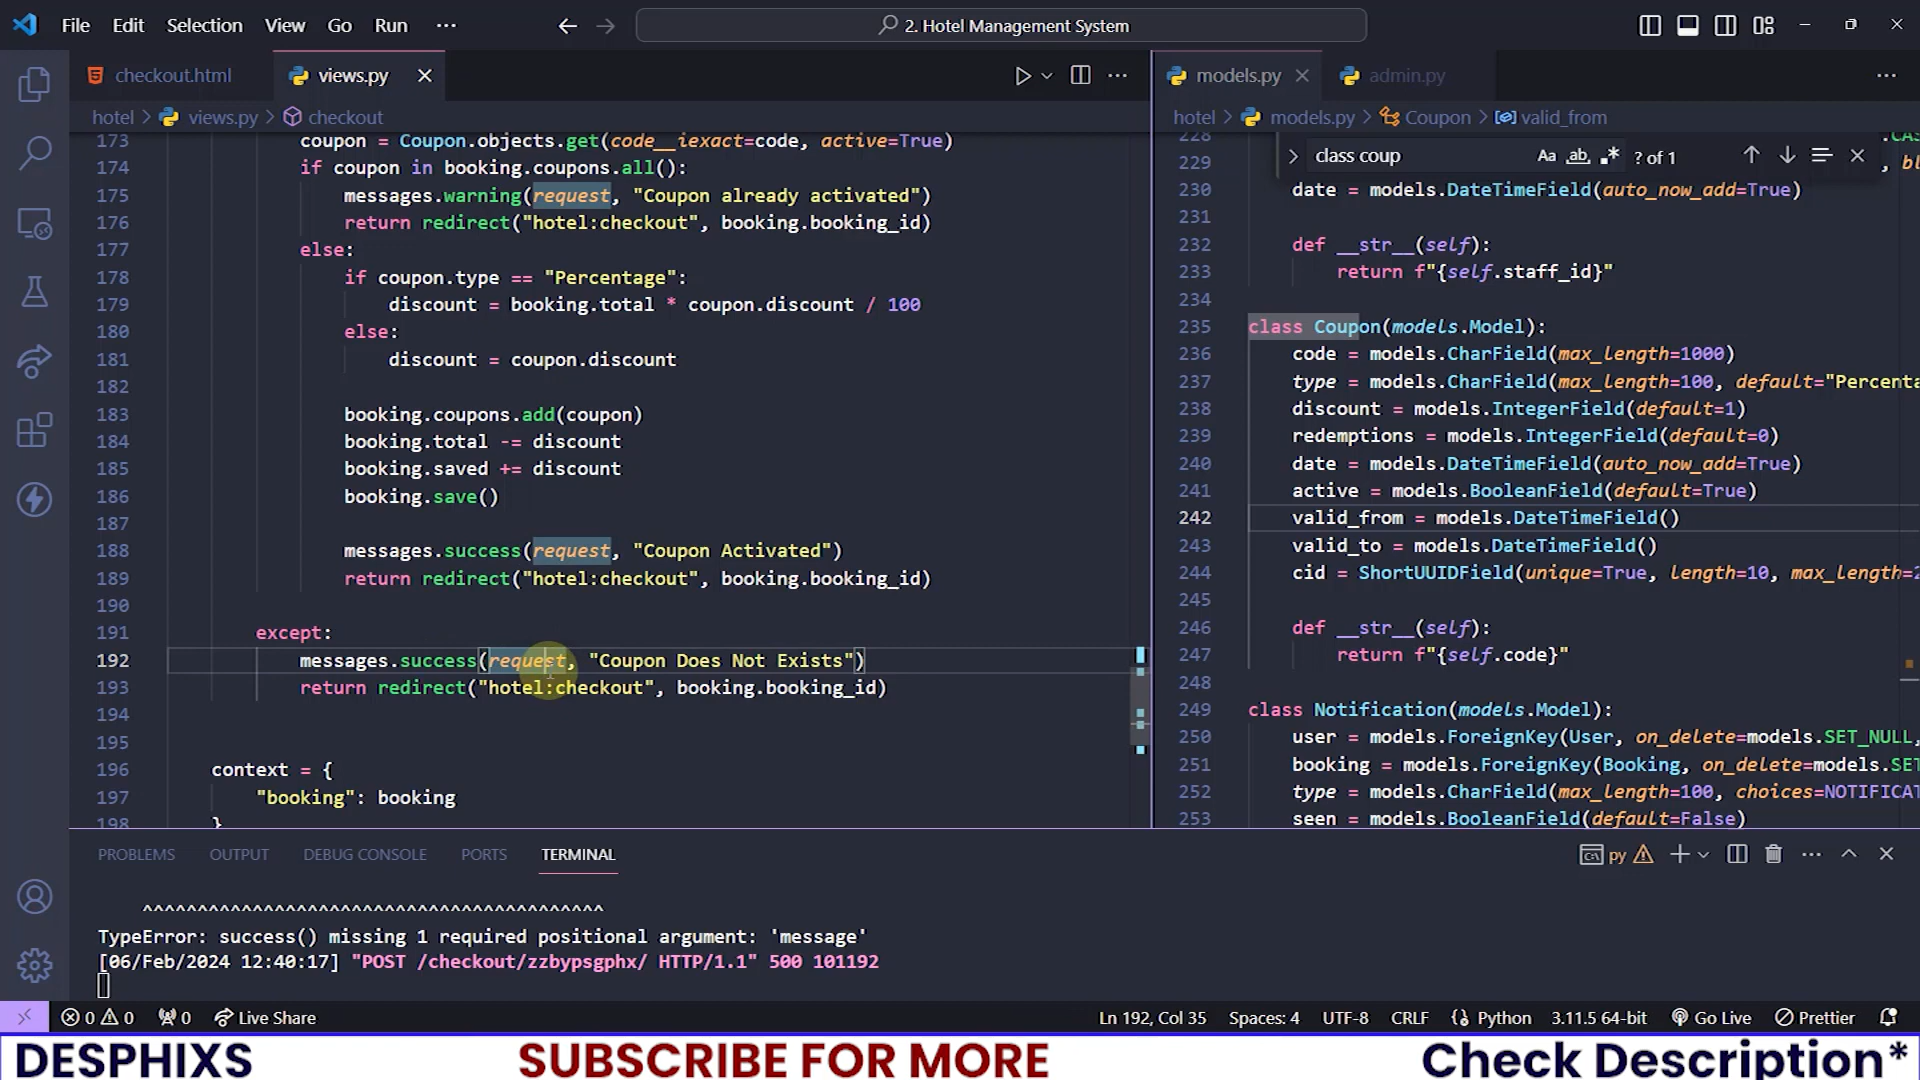 File Edit Selection View Go Run ··· 2. Hotel Management System
checkout.html views.py
hotel > views.py > checkout
173 coupon = Coupon.objects.get(code__iexact=code, active=True)
174 if coupon in booking.coupons.all():
175 messages.warning(request, "Coupon already activated")
176 return redirect("hotel:checkout", booking.booking_id)
177 else:
178 if coupon.type == "Percentage":
179 discount = booking.total * coupon.discount / 100
180 else:
181 discount = coupon.discount
182
183 booking.coupons.add(coupon)
184 booking.total -= discount
185 booking.saved += discount
186 booking.save()
187
188 messages.success(request, "Coupon Activated")
189 return redirect("hotel:checkout", booking.booking_id)
190
191 except:
192 messages.success(request, "Coupon Does Not Exists")
193 return redirect("hotel:checkout", booking.booking_id)
194
195
196 context = {
197 "booking": booking
198 }
models.py admin.py
hotel > models.py > Coupon > valid_from
class coup Aa ab .* ? of 1
228
229
230 date = models.DateTimeField(auto_now_add=True)
231
232 def __str__(self):
233 return f"{self.staff_id}"
234
235 class Coupon(models.Model):
236 code = models.CharField(max_length=1000)
237 type = models.CharField(max_length=100, default="Percenta
238 discount = models.IntegerField(default=1)
239 redemptions = models.IntegerField(default=0)
240 date = models.DateTimeField(auto_now_add=True)
241 active = models.BooleanField(default=True)
242 valid_from = models.DateTimeField()
243 valid_to = models.DateTimeField()
244 cid = ShortUUIDField(unique=True, length=10, max_length=2
245
246 def __str__(self):
247 return f"{self.code}"
248
249 class Notification(models.Model):
250 user = models.ForeignKey(User, on_delete=models.SET_NULL,
251 booking = models.ForeignKey(Booking, on_delete=models.SET
252 type = models.CharField(max_length=100, choices=NOTIFICAT
253 seen = models.BooleanField(default=False)
PROBLEMS OUTPUT DEBUG CONSOLE PORTS TERMINAL py
^^^^^^^^^^^^^^^^^^^^^^^^^^^^^^^^^^^^^^^^^^
TypeError: success() missing 1 required positional argument: 'message'
[06/Feb/2024 12:40:17] "POST /checkout/zzbypsgphx/ HTTP/1.1" 500 101192
0 0 0 Live Share Ln 192, Col 35 Spaces: 4 UTF-8 CRLF Python 3.11.5 64-bit Go Live Prettier
DESPHIXS SUBSCRIBE FOR MORE Check Description*